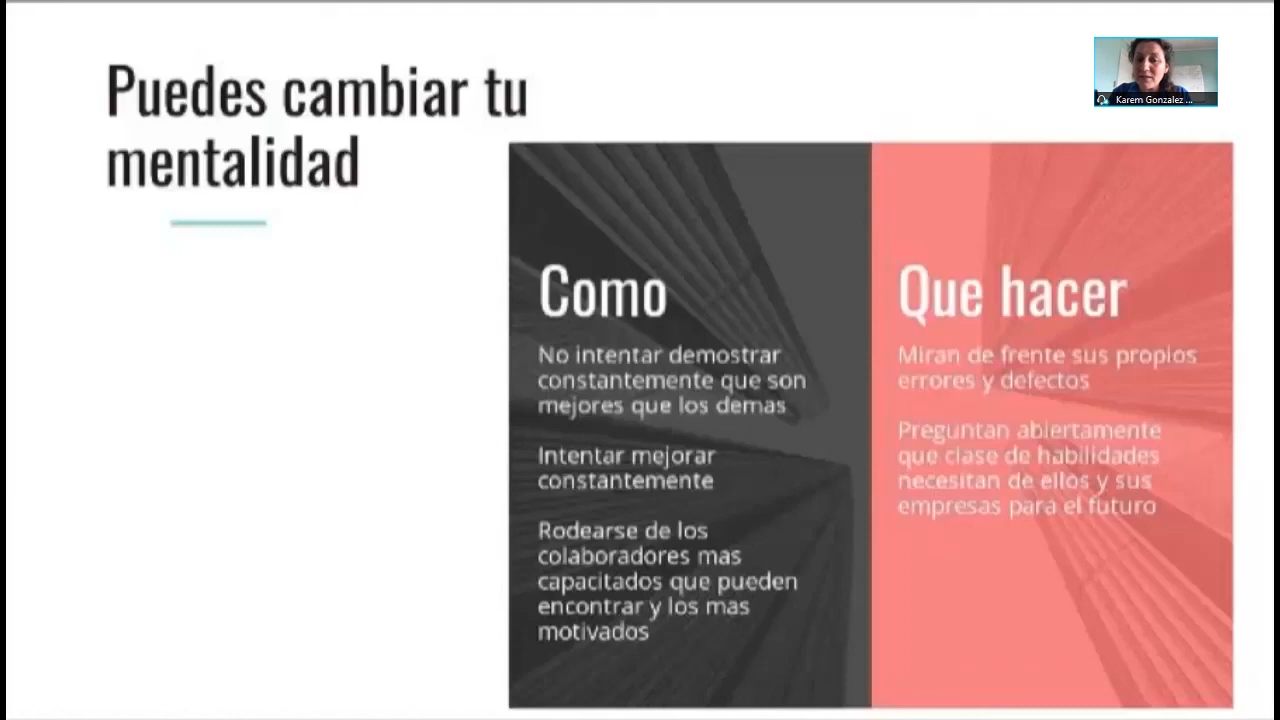 Puedes cambiar tu
mentalidad
Karem Gonzalez ...
Como
No intentar demostrar
constantemente que son
mejores que los demas
Intentar mejorar
constantemente
Rodearse de los
colaboradores mas
capacitados que pueden
encontrar y los mas
motivados
Que hacer
Miran de frente sus propios
errores y defectos
Preguntan abiertamente
que clase de habilidades
necesitan de ellos y sus
empresas para el futuro